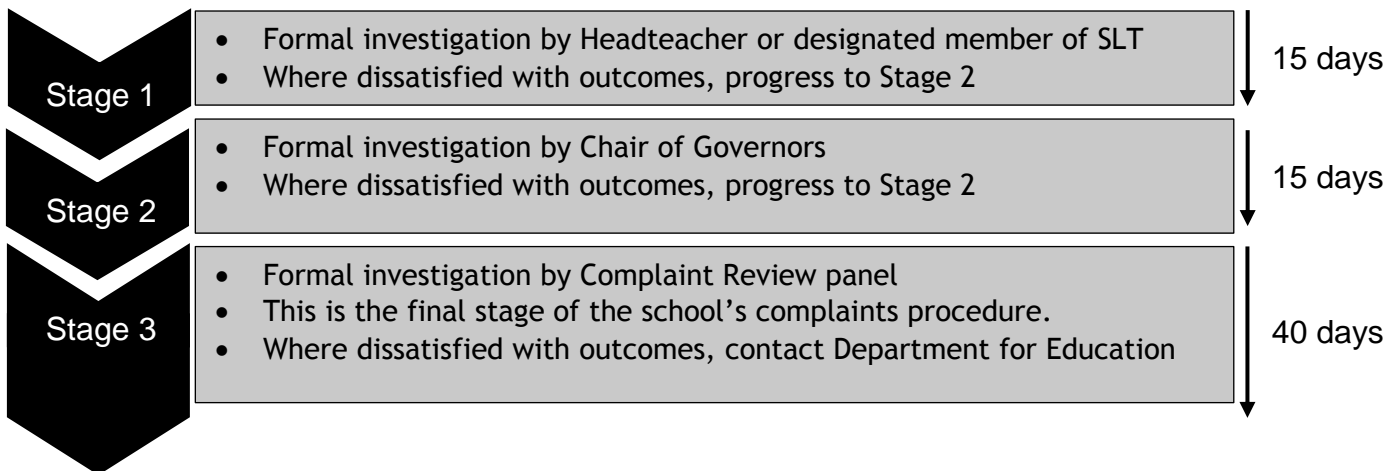 Stage 1
• Formal investigation by Headteacher or designated member of SLT
• Where dissatisfied with outcomes, progress to Stage 2
15 days
Stage 2
• Formal investigation by Chair of Governors
• Where dissatisfied with outcomes, progress to Stage 2
15 days
Stage 3
• Formal investigation by Complaint Review panel
• This is the final stage of the school’s complaints procedure.
• Where dissatisfied with outcomes, contact Department for Education
40 days